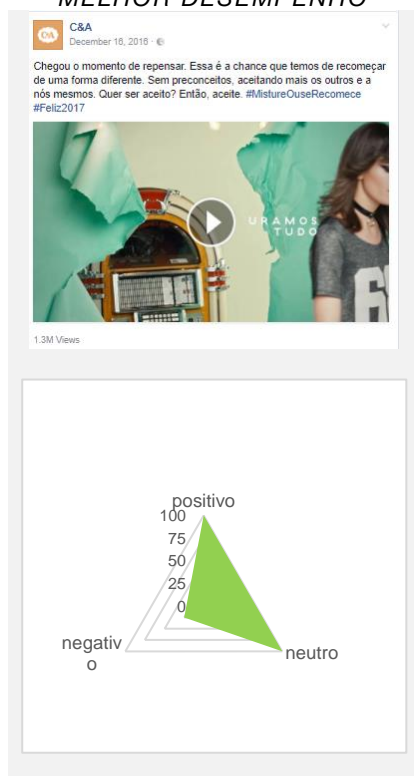 MELHOR DESEMPENHO
C&A
C&A
December 16, 2016
Chegou o momento de repensar. Essa é a chance que temos de recomeçar
de uma forma diferente. Sem preconceitos, aceitando mais os outros e a
nós mesmos. Quer ser aceito? Então, aceite. #MistureOuseRecomece
#Feliz2017
URAMOS
TUDO
1.3M Views
positivo
100
75
50
25
0
negativ
o
neutro